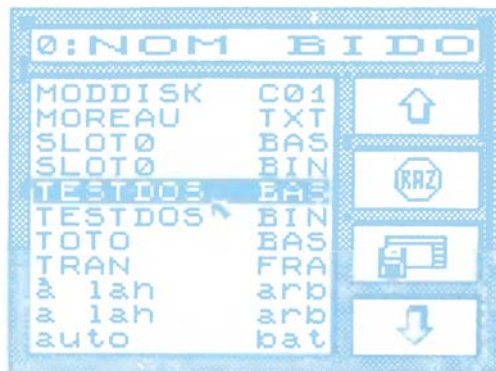 0:NOM BIDO
MODDISK C01
MOREAU TXT
SLOT0 BAS
SLOT0 BIN
TESTDOS BAS
TESTDOS BIN
TOTO BAS
TRAN FRA
à lah arb
a lah arb
auto bat
RAZ